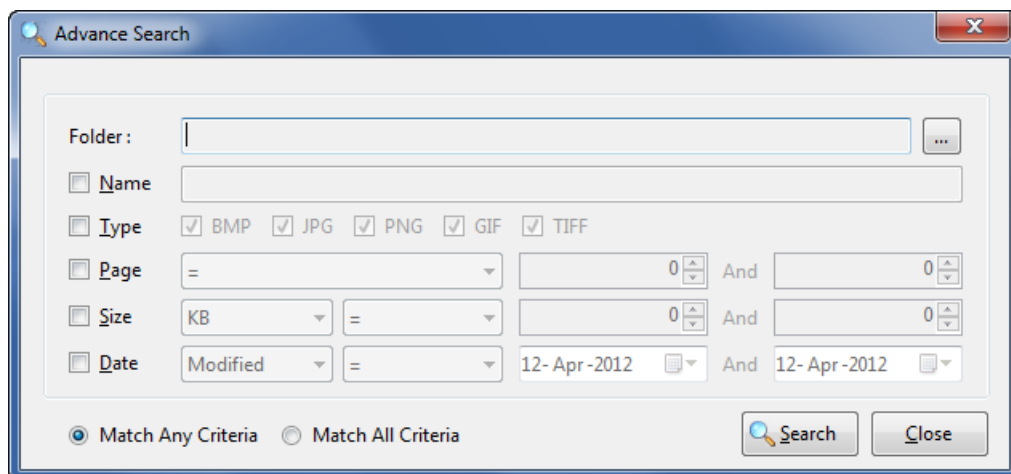 Advance Search
x
Folder :
...
Name
Type BMP JPG PNG GIF TIFF
Page = 0 And 0
Size KB = 0 And 0
Date Modified = 12- Apr -2012 And 12- Apr -2012
Match Any Criteria Match All Criteria Search Close